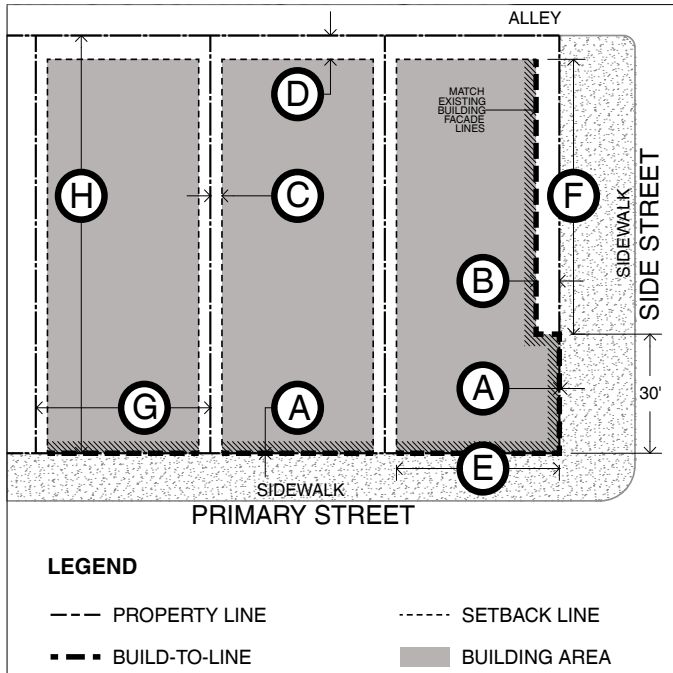 ALLEY
D
MATCH
EXISTING
BUILDING
FACADE
LINES
H
C
F
SIDEWALK
SIDE STREET
B
G
A
A
30'
E
SIDEWALK
PRIMARY STREET
LEGEND
PROPERTY LINE
SETBACK LINE
BUILD-TO-LINE
BUILDING AREA